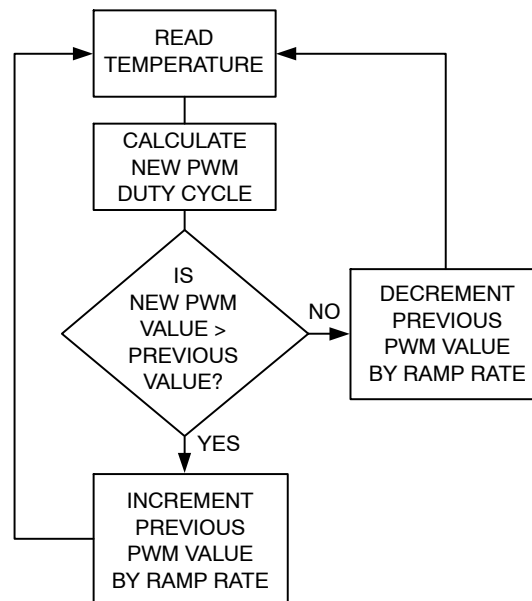 READ
TEMPERATURE
CALCULATE
NEW PWM
DUTY CYCLE
IS
NEW PWM
VALUE >
PREVIOUS
VALUE?
NO
DECREMENT
PREVIOUS
PWM VALUE
BY RAMP RATE
YES
INCREMENT
PREVIOUS
PWM VALUE
BY RAMP RATE